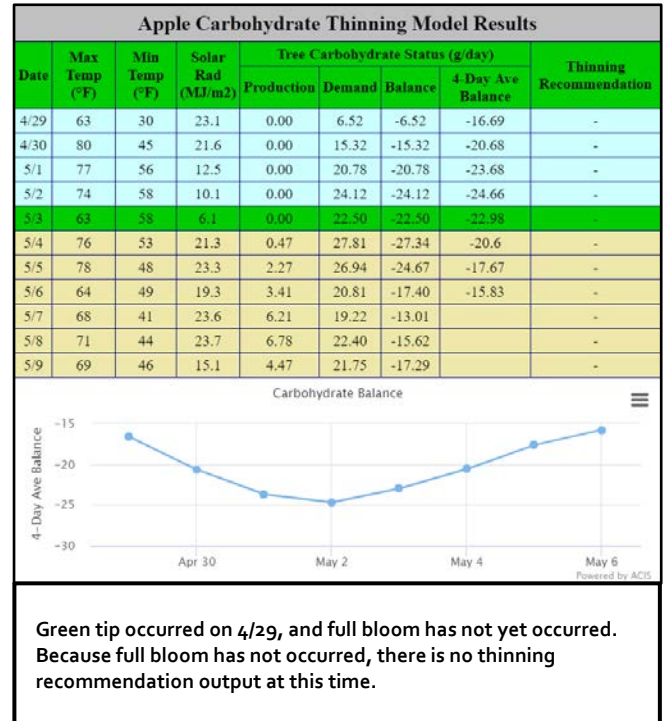 Apple Carbohydrate Thinning Model Results
Date Max Temp (°F) Min Temp (°F) Solar Rad (MJ/m2) Tree Carbohydrate Status (g/day) Thinning Recommendation
Production Demand Balance 4-Day Ave Balance
4/29 63 30 23.1 0.00 6.52 -6.52 -16.69 -
4/30 80 45 21.6 0.00 15.32 -15.32 -20.68 -
5/1 77 56 12.5 0.00 20.78 -20.78 -23.68 -
5/2 74 58 10.1 0.00 24.12 -24.12 -24.66 -
5/3 63 58 6.1 0.00 22.50 -22.50 -22.98 -
5/4 76 53 21.3 0.47 27.81 -27.34 -20.6 -
5/5 78 48 23.3 2.27 26.94 -24.67 -17.67 -
5/6 64 49 19.3 3.41 20.81 -17.40 -15.83 -
5/7 68 41 23.6 6.21 19.22 -13.01 -
5/8 71 44 23.7 6.78 22.40 -15.62 -
5/9 69 46 15.1 4.47 21.75 -17.29 -
Carbohydrate Balance
4-Day Ave Balance
-15
-20
-25
-30
Apr 30 May 2 May 4 May 6
Powered by ACIS
Green tip occurred on 4/29, and full bloom has not yet occurred.
Because full bloom has not occurred, there is no thinning
recommendation output at this time.